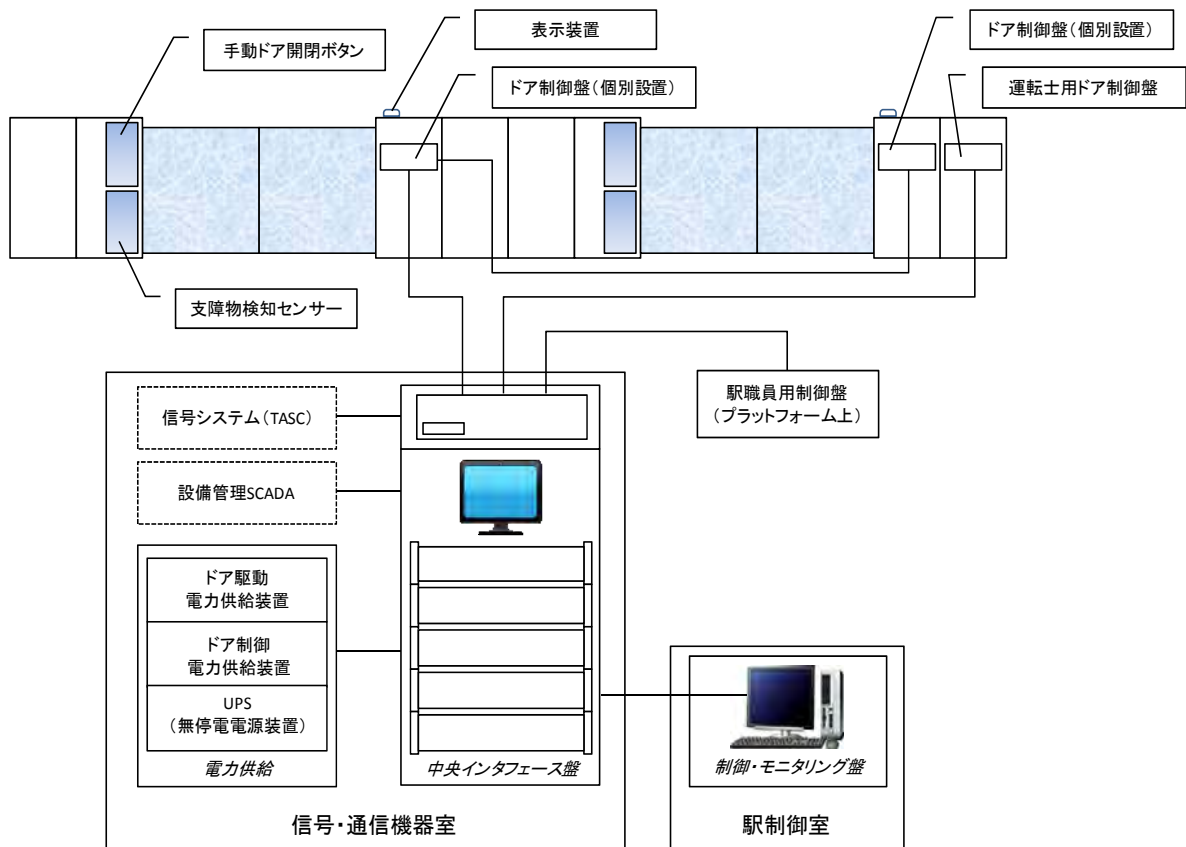 手動ドア開閉ボタン
表示装置
ドア制御盤(個別設置)
ドア制御盤(個別設置)
運転士用ドア制御盤
支障物検知センサー
駅職員用制御盤
(プラットフォーム上)
信号システム(TASC)
設備管理SCADA
ドア駆動
電力供給装置
ドア制御
電力供給装置
UPS
(無停電電源装置)
電力供給
中央インタフェース盤
制御・モニタリング盤
信号・通信機器室
駅制御室